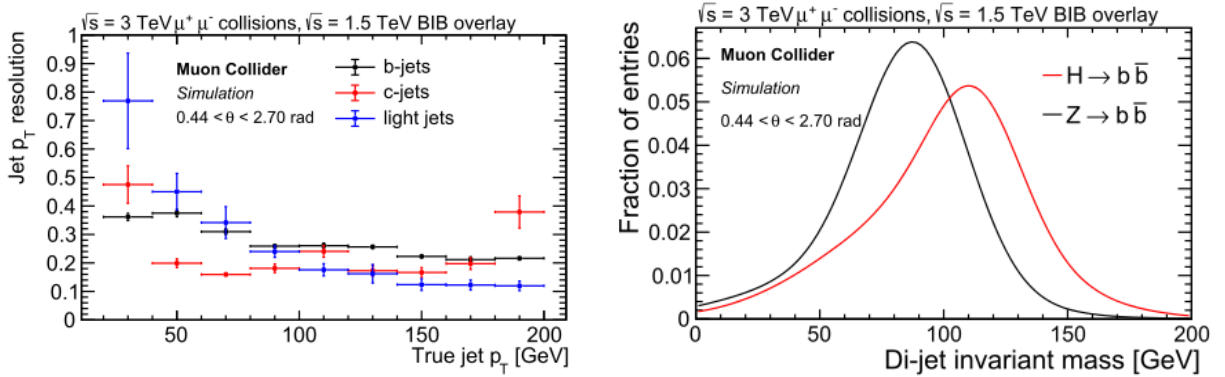 √s = 3 TeV μ⁺ μ⁻ collisions, √s = 1.5 TeV BIB overlay
Jet p_T resolution
1
0.9
0.8
0.7
0.6
0.5
0.4
0.3
0.2
0.1
0
Muon Collider
Simulation
0.44 < θ < 2.70 rad
b-jets
c-jets
light jets
50 100 150 200
True jet p_T [GeV]
√s = 3 TeV μ⁺ μ⁻ collisions, √s = 1.5 TeV BIB overlay
Fraction of entries
0.06
0.05
0.04
0.03
0.02
0.01
0
Muon Collider
Simulation
0.44 < θ < 2.70 rad
H → b b̅
Z → b b̅
0 50 100 150 200
Di-jet invariant mass [GeV]